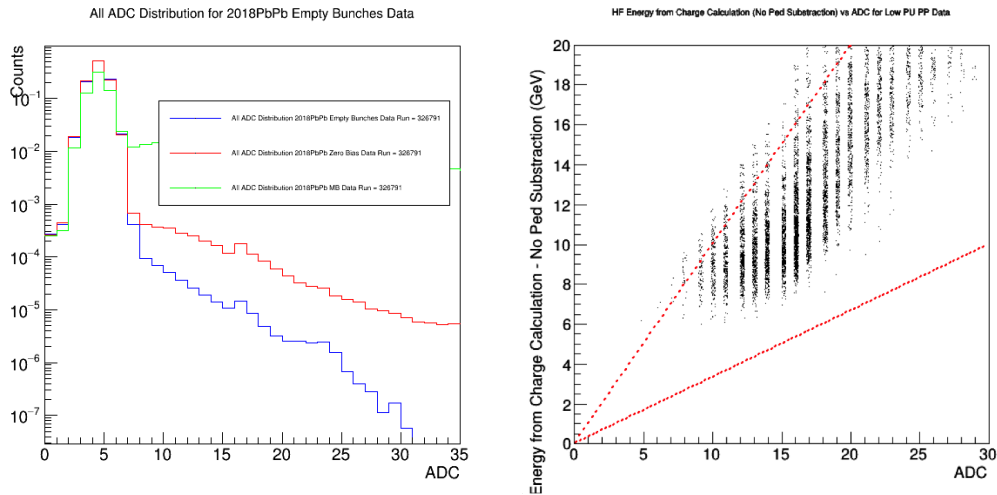 All ADC Distribution for 2018PbPb Empty Bunches Data
Counts
10−1
10−2
10−3
10−4
10−5
10−6
10−7
All ADC Distribution 2018PbPb Empty Bunches Data Run = 326791
All ADC Distribution 2018PbPb Zero Bias Data Run = 326791
All ADC Distribution 2018PbPb MB Data Run = 326791
0 5 10 15 20 25 30 35
ADC
HF Energy from Charge Calculation (No Ped Substraction) vs ADC for Low PU PP Data
Energy from Charge Calculation - No Ped Substraction (GeV)
20
18
16
14
12
10
8
6
4
2
0
0 5 10 15 20 25 30
ADC